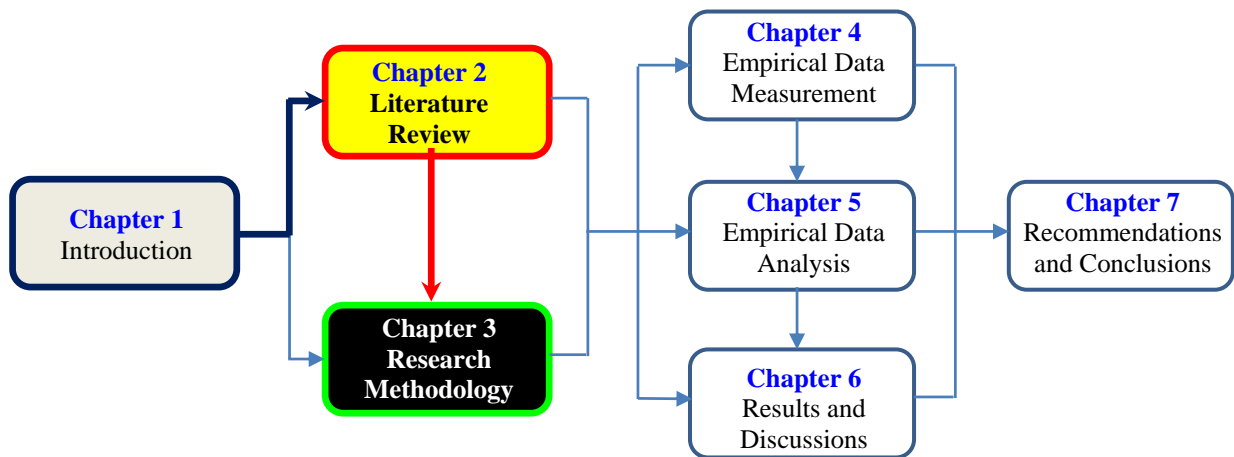 Chapter 1
Introduction
Chapter 2
Literature
Review
Chapter 3
Research
Methodology
Chapter 4
Empirical Data
Measurement
Chapter 5
Empirical Data
Analysis
Chapter 6
Results and
Discussions
Chapter 7
Recommendations
and Conclusions